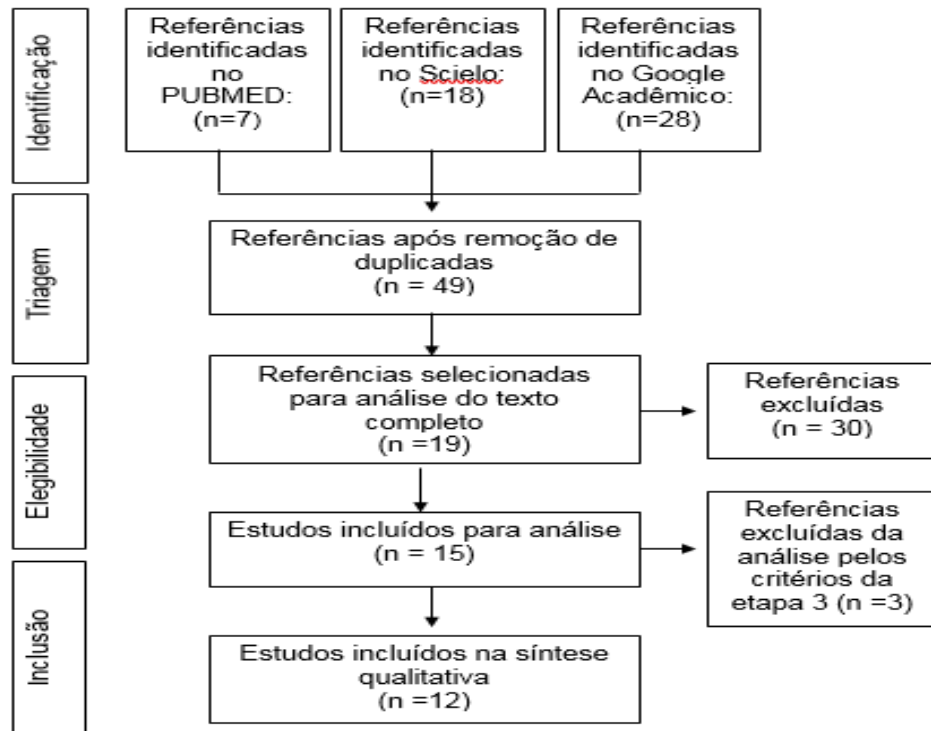 Identificação
Referências
identificadas
no
PUBMED:
(n=7)
Referências
identificadas
no Scielo:
(n=18)
Referências
identificadas
no Google
Acadêmico:
(n=28)
Triagem
Referências após remoção de
duplicadas
(n = 49)
Elegibilidade
Referências selecionadas
para análise do texto
completo
(n =19)
Referências
excluídas
(n = 30)
Estudos incluídos para análise
(n = 15)
Referências
excluídas da
análise pelos
critérios da
etapa 3 (n =3)
Inclusão
Estudos incluídos na síntese
qualitativa
(n =12)